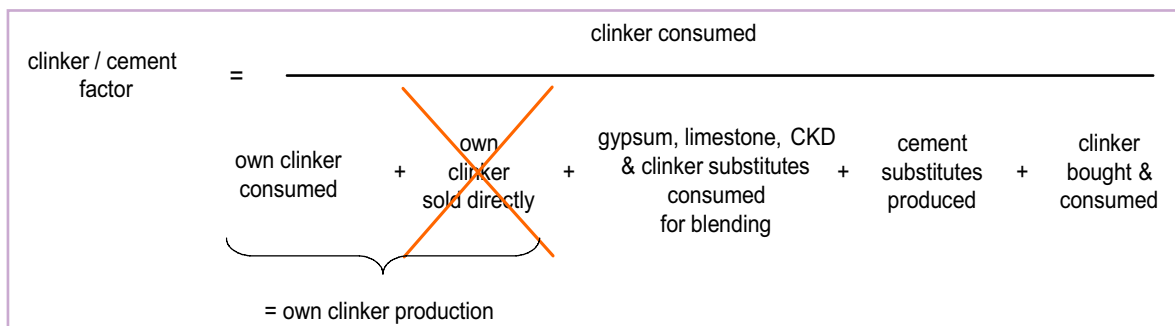 clinker consumed
clinker / cement
factor
=
own clinker
consumed
+
own
clinker
sold directly
+
gypsum, limestone, CKD
& clinker substitutes
consumed
for blending
+
cement
substitutes
produced
+
clinker
bought &
consumed
= own clinker production